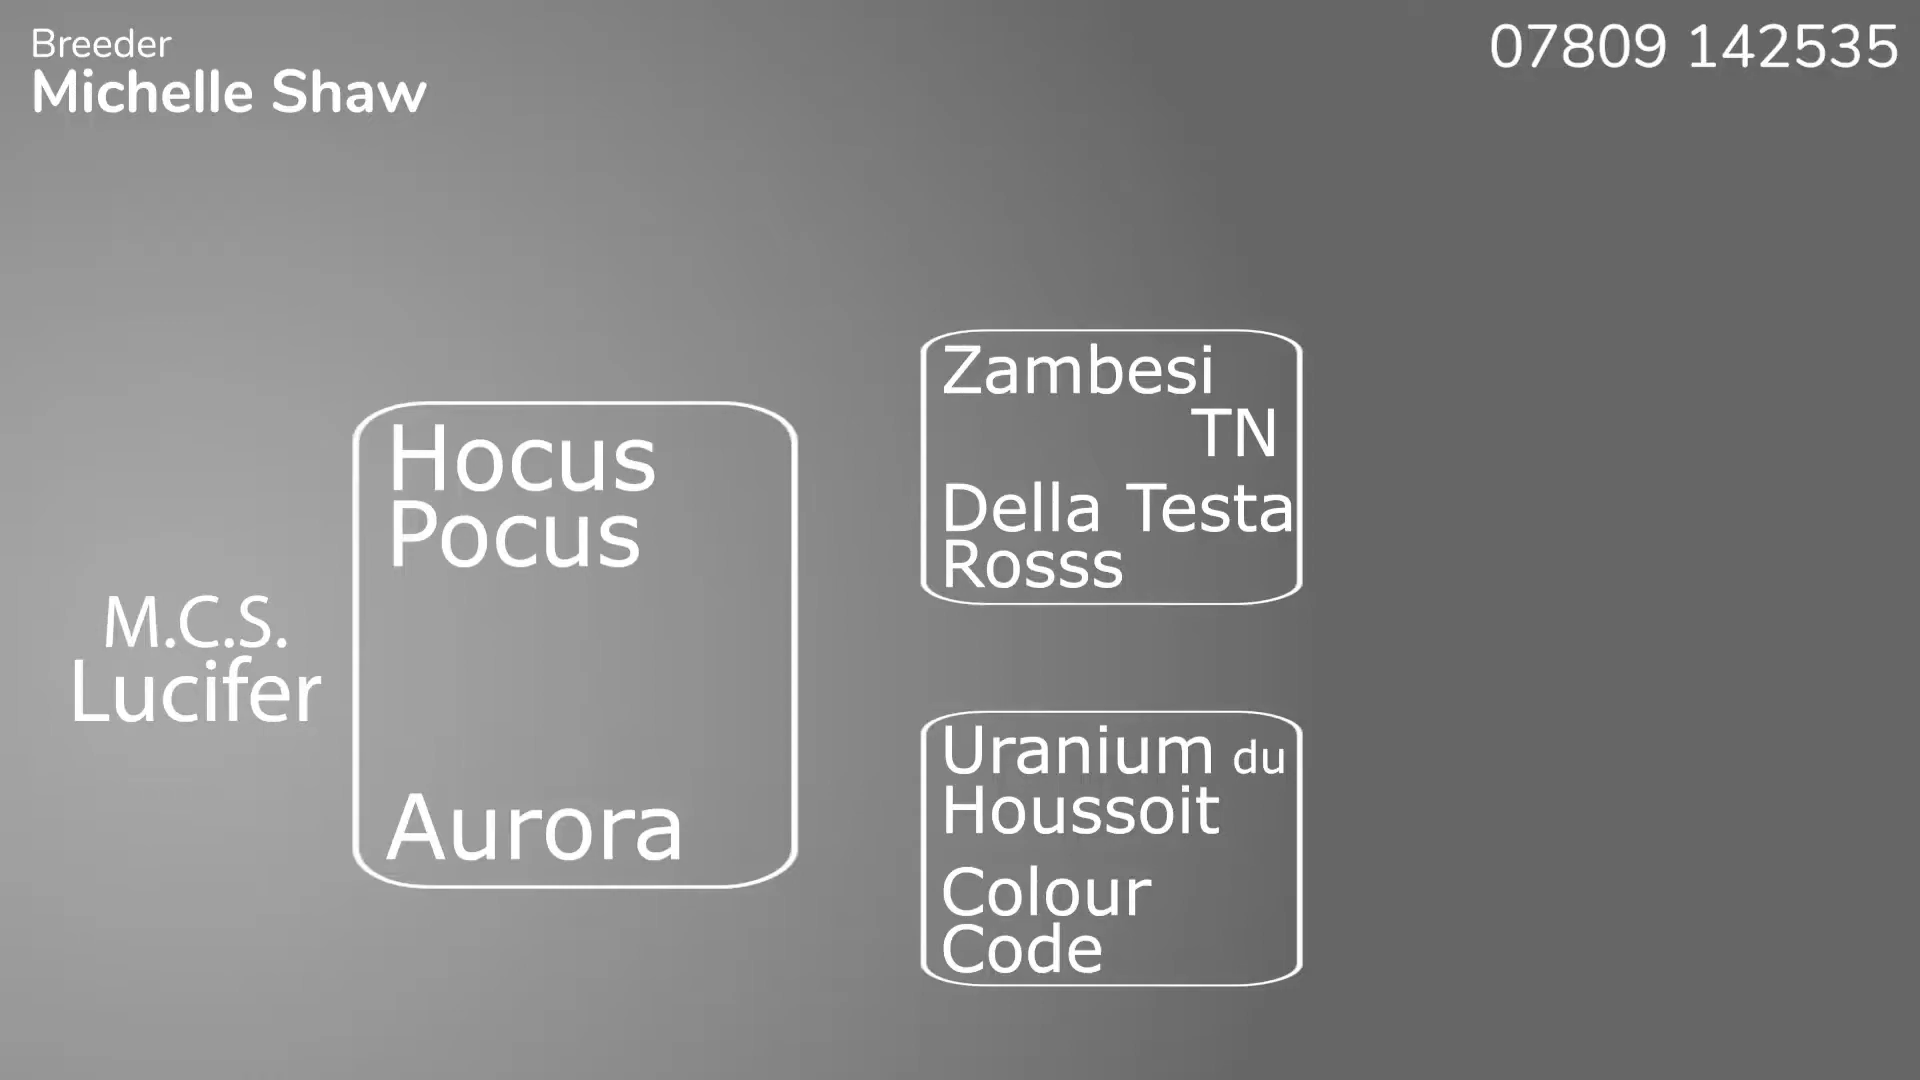 Breeder
Michelle Shaw
07809 142535
M.C.S.
Lucifer
Hocus
Pocus
Aurora
Zambesi
TN
Della Testa
Rosss
Uranium du
Houssoit
Colour
Code